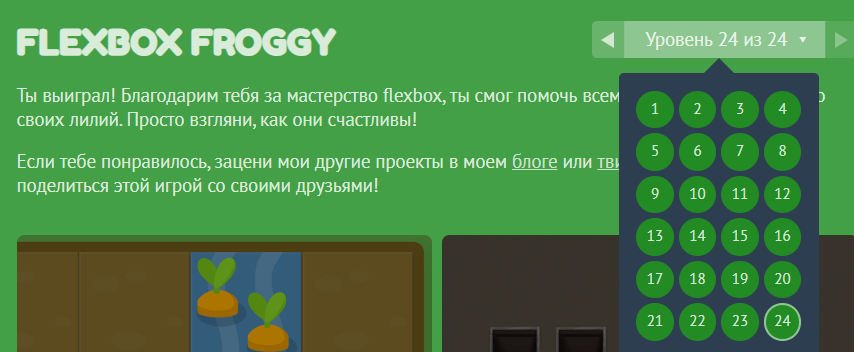 FLEXBOX FROGGY
Уровень 24 из 24
Ты выиграл! Благодарим тебя за мастерство flexbox, ты смог помочь всем
своих лилий. Просто взгляни, как они счастливы!
Если тебе понравилось, зацени мои другие проекты в моем блоге или
поделиться этой игрой со своими друзьями!
1 2 3 4
5 6 7 8
9 10 11 12
13 14 15 16
17 18 19 20
21 22 23 24